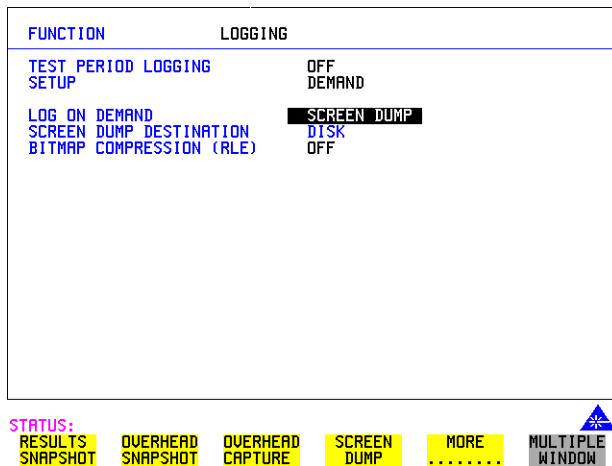 FUNCTION LOGGING
TEST PERIOD LOGGING OFF
SETUP DEMAND
LOG ON DEMAND SCREEN DUMP
SCREEN DUMP DESTINATION DISK
BITMAP COMPRESSION (RLE) OFF
STATUS:
RESULTS OVERHEAD OVERHEAD SCREEN MORE MULTIPLE
SNAPSHOT SNAPSHOT CAPTURE DUMP ........ WINDOW